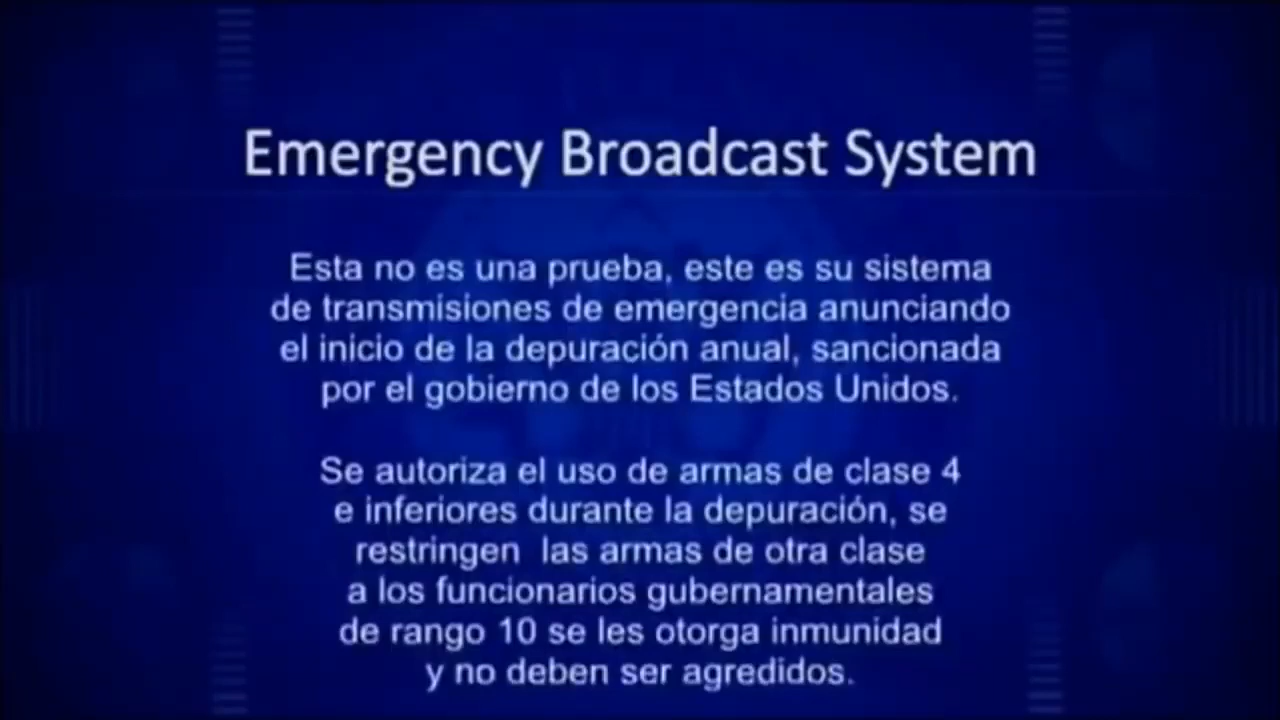 Emergency Broadcast System
Esta no es una prueba, este es su sistema
de transmisiones de emergencia anunciando
el inicio de la depuración anual, sancionada
por el gobierno de los Estados Unidos.
Se autoriza el uso de armas de clase 4
e inferiores durante la depuración, se
restringen las armas de otra clase
a los funcionarios gubernamentales
de rango 10 se les otorga inmunidad
y no deben ser agredidos.